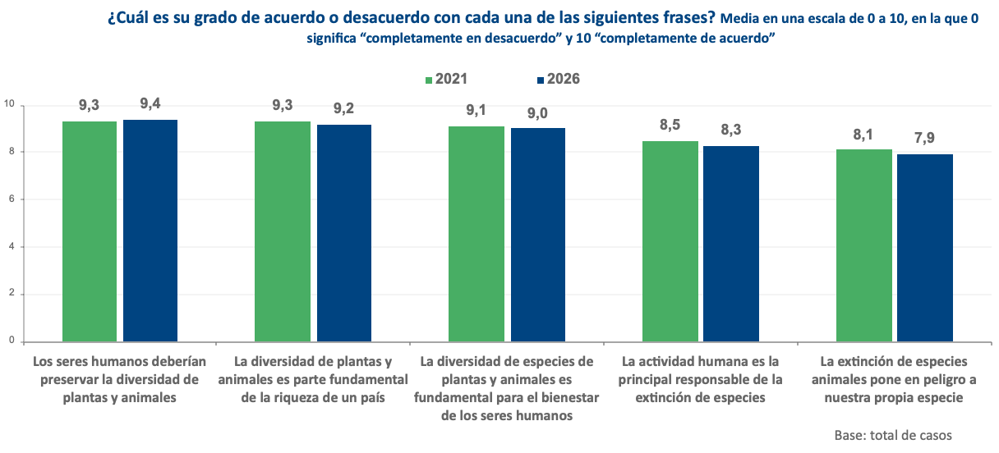 ¿Cuál es su grado de acuerdo o desacuerdo con cada una de las siguientes frases? Media en una escala de 0 a 10, en la que 0
significa “completamente en desacuerdo” y 10 “completamente de acuerdo”
2021
2026
10
8
6
4
2
0
9,3
9,4
9,3
9,2
9,1
9,0
8,5
8,3
8,1
7,9
Los seres humanos deberían
preservar la diversidad de
plantas y animales
La diversidad de plantas y
animales es parte fundamental
de la riqueza de un país
La diversidad de especies de
plantas y animales es
fundamental para el bienestar
de los seres humanos
La actividad humana es la
principal responsable de la
extinción de especies
La extinción de especies
animales pone en peligro a
nuestra propia especie
Base: total de casos